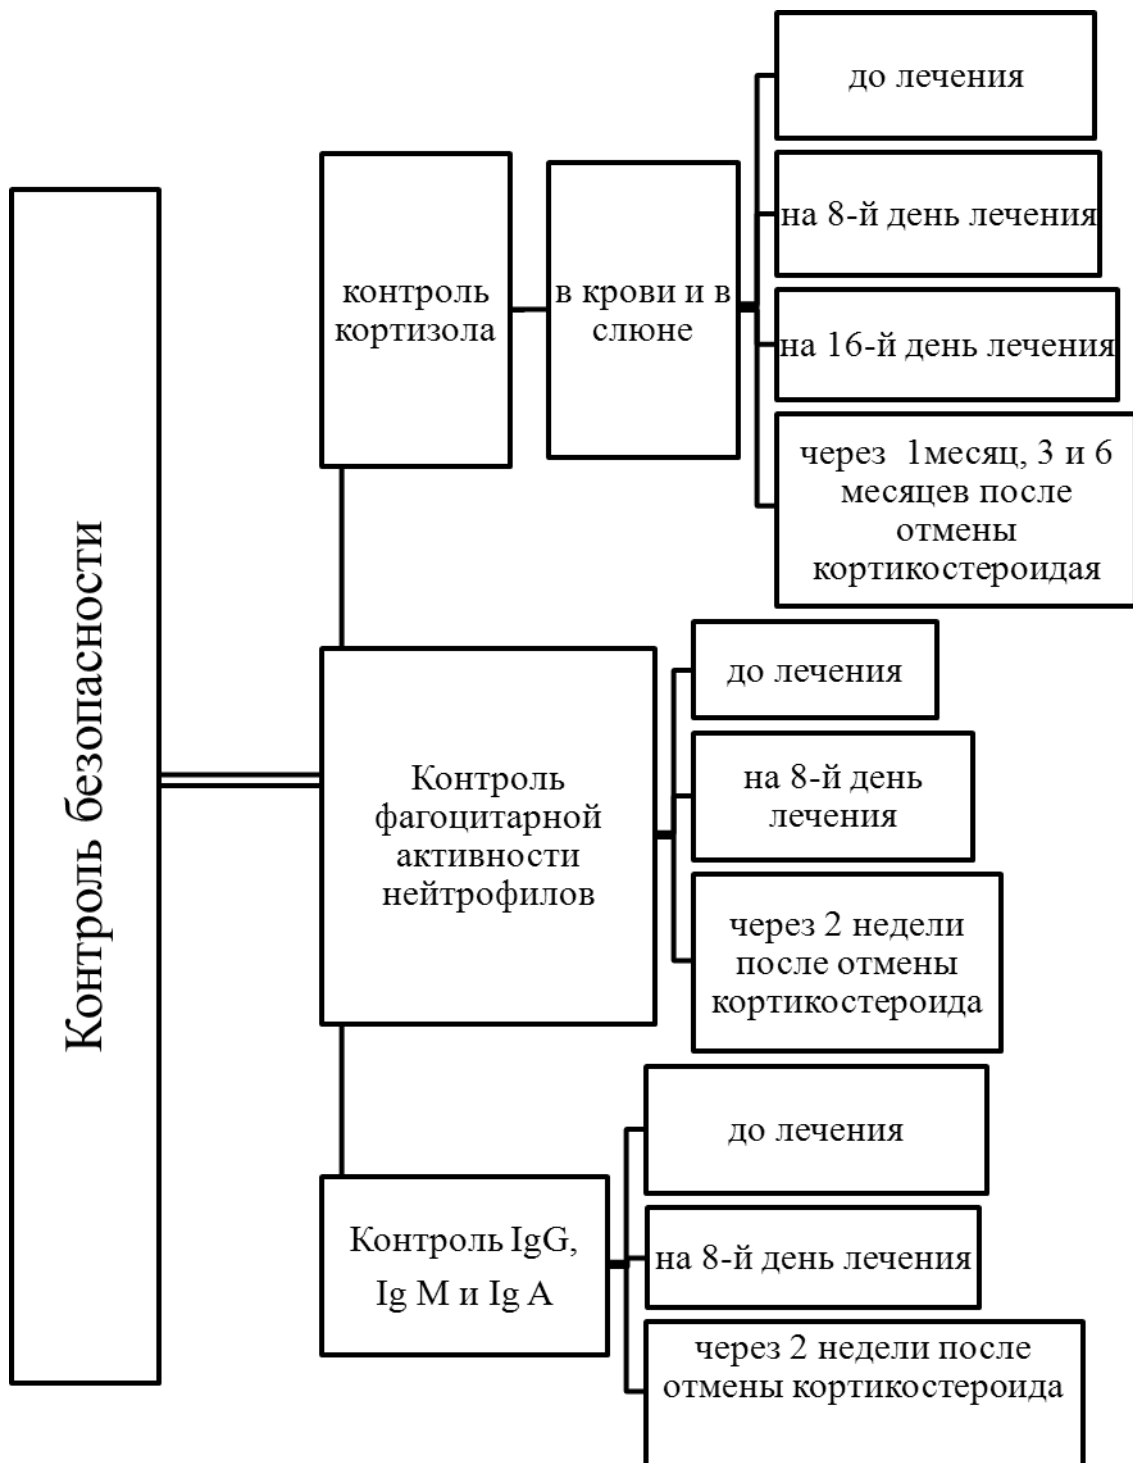 Контроль безопасности
контроль
кортизола
в крови и в
слюне
до лечения
на 8-й день лечения
на 16-й день лечения
через 1месяц, 3 и 6
месяцев после
отмены
кортикостероидая
Контроль
фагоцитарной
активности
нейтрофилов
до лечения
на 8-й день
лечения
через 2 недели
после отмены
кортикостероида
Контроль IgG,
Ig M и Ig A
до лечения
на 8-й день лечения
через 2 недели после
отмены кортикостероида